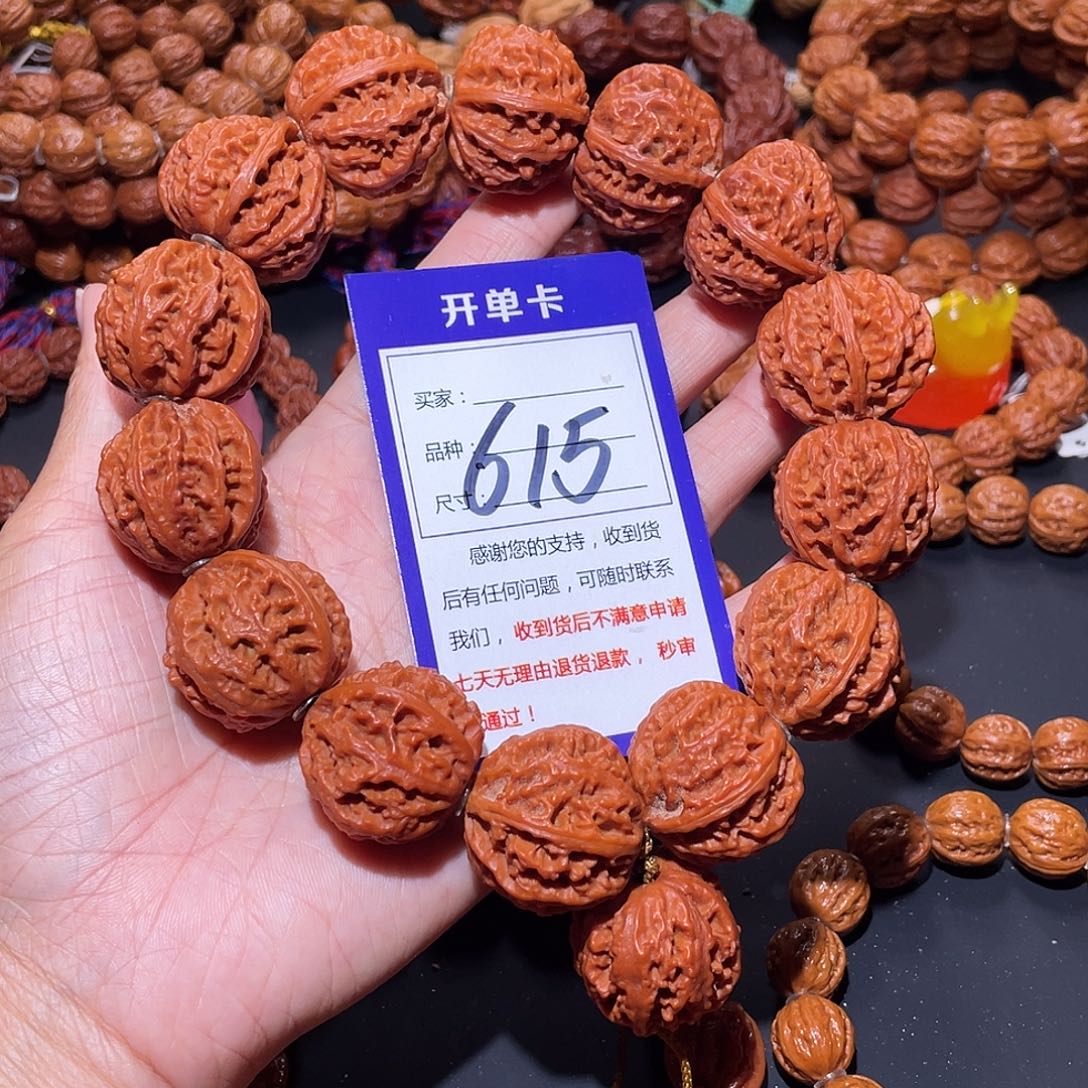 开单卡
买家：
品种：
615
尺寸：
感谢您的支持，收到货
后有任何问题，可随时联系
我们，收到货后不满意申请
七天无理由退货退款，秒审
通过！